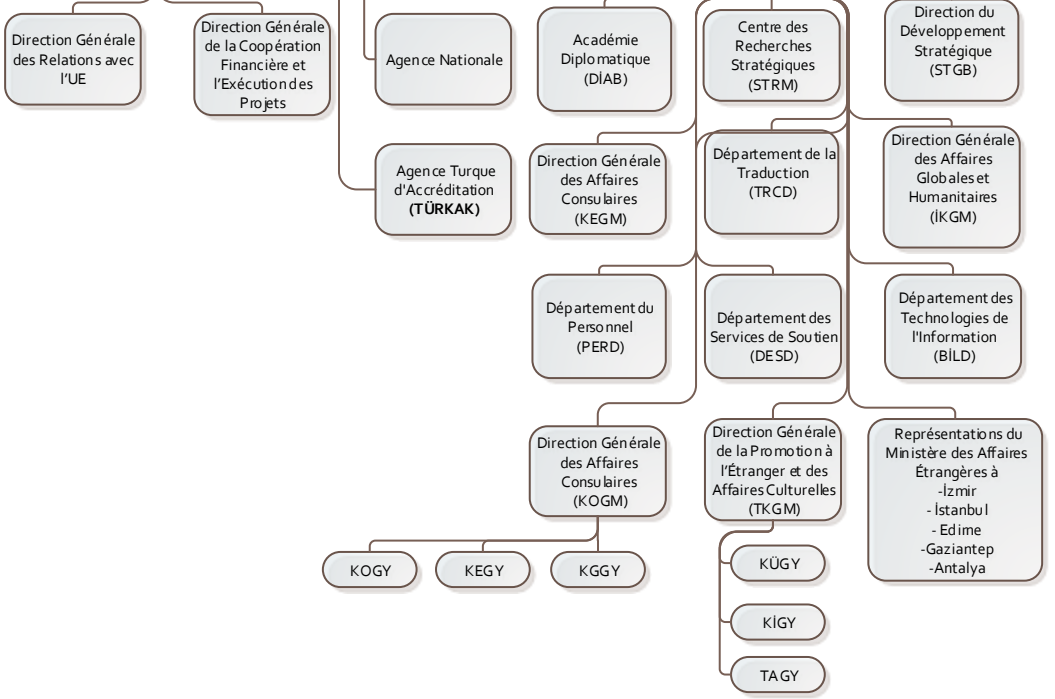 Direction Générale
des Relations avec
l’UE
Direction Générale
de la Coopération
Financière et
l’Exécution des
Projets
Agence Nationale
Académie
Diplomatique
(DİAB)
Centre des
Recherches
Stratégiques
(STRM)
Direction du
Développement
Stratégique
(STGB)
Agence Turque
d'Accréditation
(TÜRKAK)
Direction Générale
des Affaires
Consulaires
(KEGM)
Département de la
Traduction
(TRCD)
Direction Générale
des Affaires
Globales et
Humanitaires
(İKGM)
Département du
Personnel
(PERD)
Département des
Services de Soutien
(DESD)
Département des
Technologies de
l'Information
(BİLD)
Direction Générale
des Affaires
Consulaires
(KOGM)
Direction Générale
de la Promotion à
l’Étranger et des
Affaires Culturelles
(TKGM)
Représentations du
Ministère des Affaires
Étrangères à
-İzmir
- İstanbul
- Edirne
-Gaziantep
-Antalya
KOGY
KEGY
KGGY
KÜGY
KİGY
TAGY